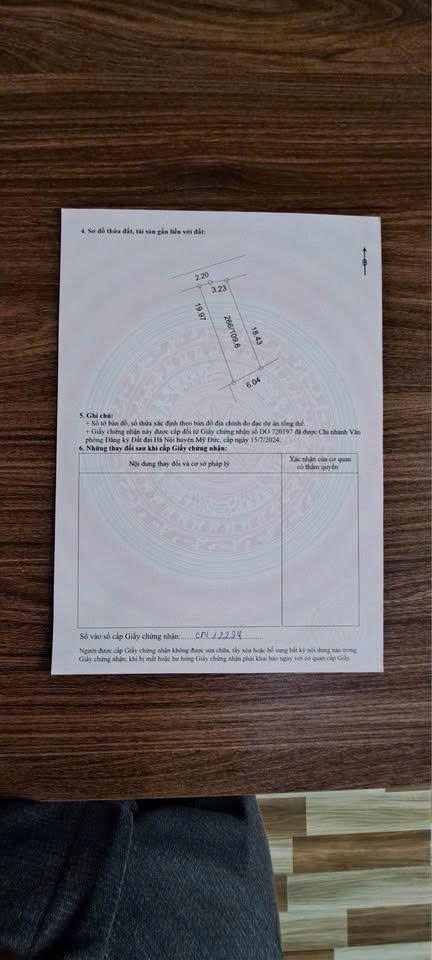 4. Sơ đồ thửa đất, tài sản gắn liền với đất:
B
2.20
3.23
19.97
266/109.6
18.43
6.04
5. Ghi chú:
+ Số tờ bản đồ, số thửa xác định theo bản đồ địa chính đo đạc dự án tổng thể.
+ Giấy chứng nhận này được cấp đổi từ Giấy chứng nhận số DO 720197 đã được Chi nhánh Văn
phòng Đăng ký Đất đai Hà Nội huyện Mỹ Đức, cấp ngày 15/7/2024.
6. Những thay đổi sau khi cấp Giấy chứng nhận:
Nội dung thay đổi và cơ sở pháp lý
Xác nhận của cơ quan
có thẩm quyền
Số vào sổ cấp Giấy chứng nhận:
Người được cấp Giấy chứng nhận không được sửa chữa, tẩy xóa hoặc bổ sung bất kỳ nội dung nào trong
Giấy chứng nhận; khi bị mất hoặc hư hỏng Giấy chứng nhận phải khai báo ngay với cơ quan cấp Giấy.